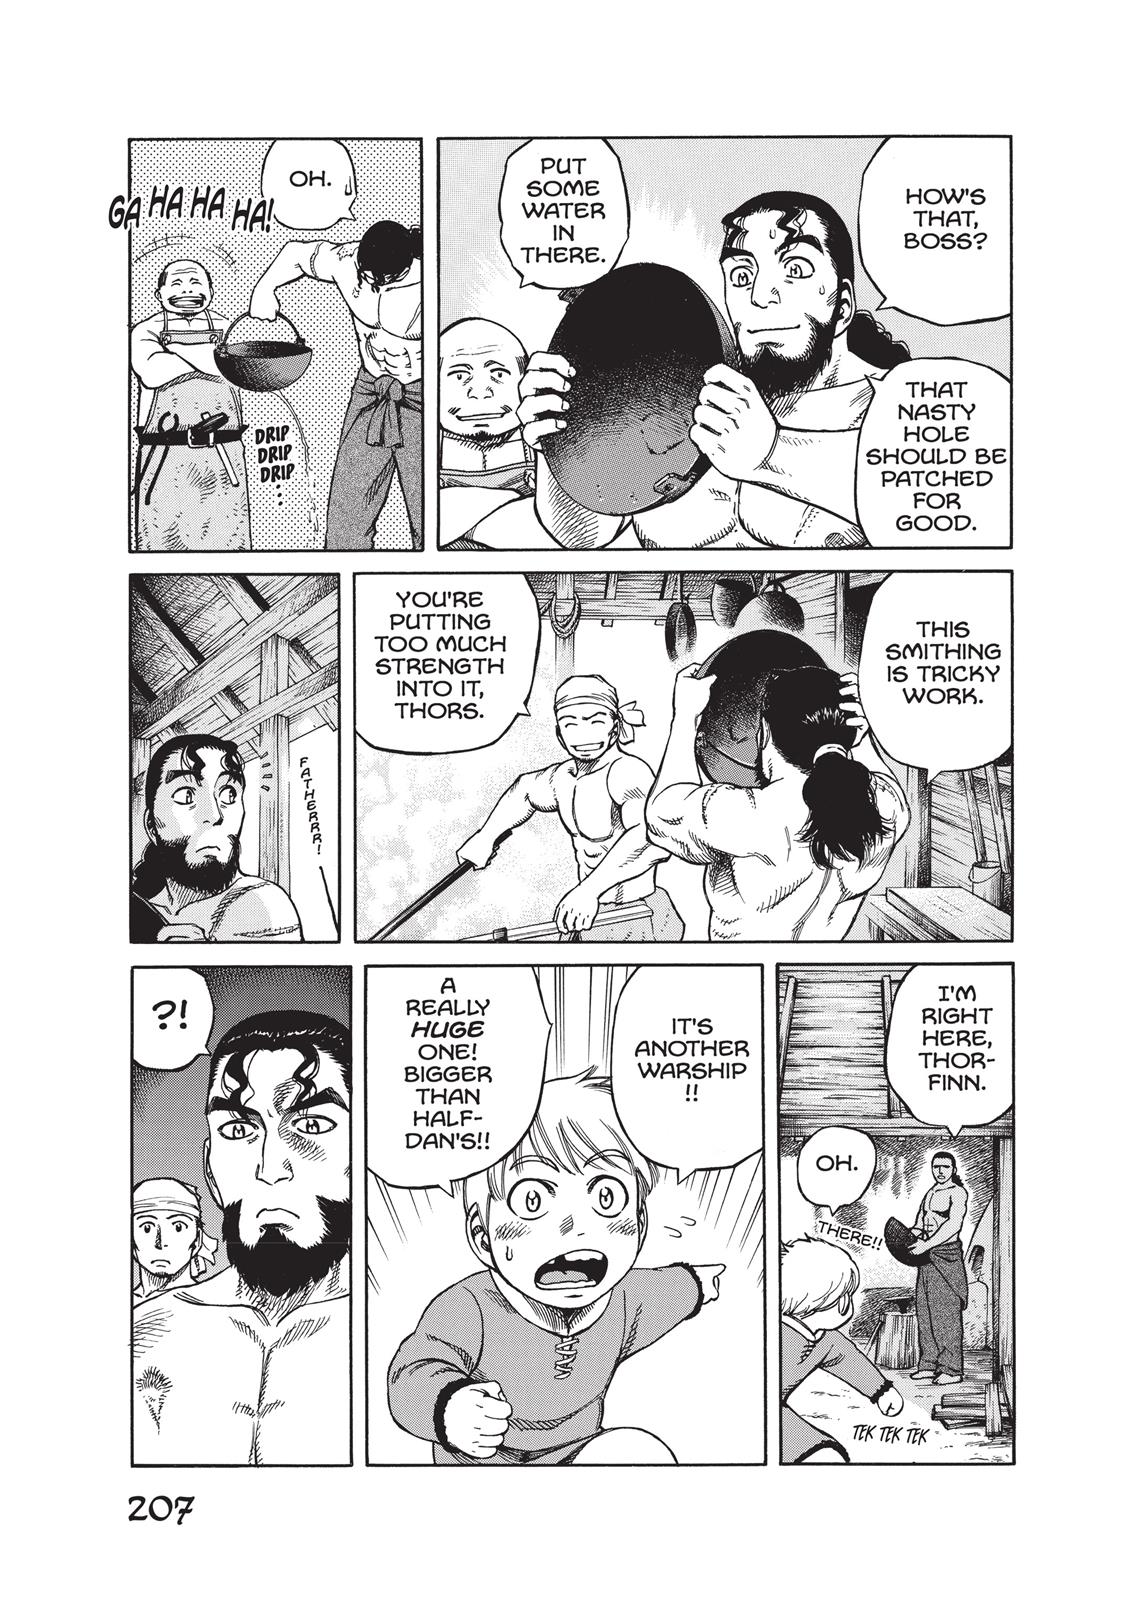 HOW'S
THAT,
BOSS?
THAT
NASTY
HOLE
SHOULD BE
PATCHED
FOR
GOOD.
PUT
SOME
WATER
IN
THERE.
OH.
GA HA HA HA!
DRIP
DRIP
DRIP
...
THIS
SMITHING
IS TRICKY
WORK.
YOU'RE
PUTTING
TOO MUCH
STRENGTH
INTO IT,
THORS.
FATHERRR!
I'M
RIGHT
HERE,
THOR-
FINN.
OH.
THERE!!
TEK TEK TEK
IT'S
ANOTHER
WARSHIP
!!
A
REALLY
HUGE
ONE!
BIGGER
THAN
HALF-
DAN'S!!
?!
207